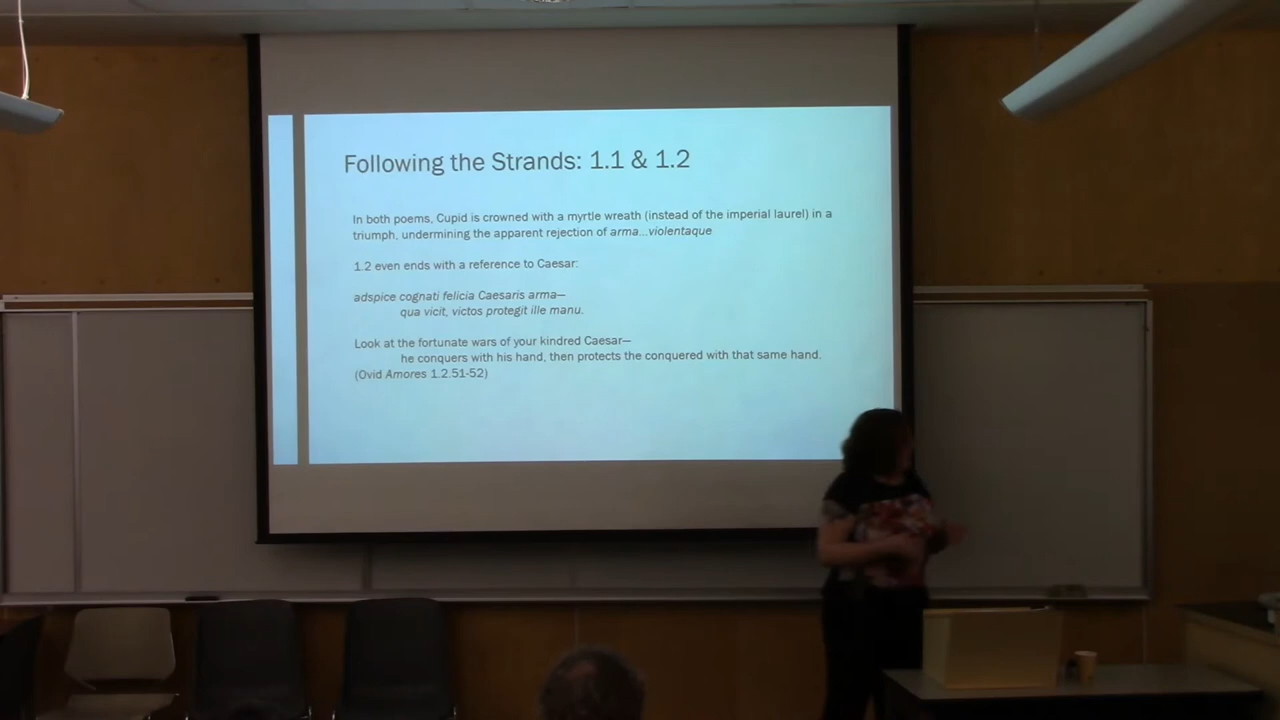 Following the Strands: 1.1 & 1.2
In both poems, Cupid is crowned with a myrtle wreath (instead of the imperial laurel) in a
triumph, undermining the apparent rejection of arma...violentaque
1.2 even ends with a reference to Caesar:
adspice cognati felicia Caesaris arma—
qua vicit, victos protegit ille manu.
Look at the fortunate wars of your kindred Caesar—
he conquers with his hand, then protects the conquered with that same hand.
(Ovid Amores 1.2.51-52)